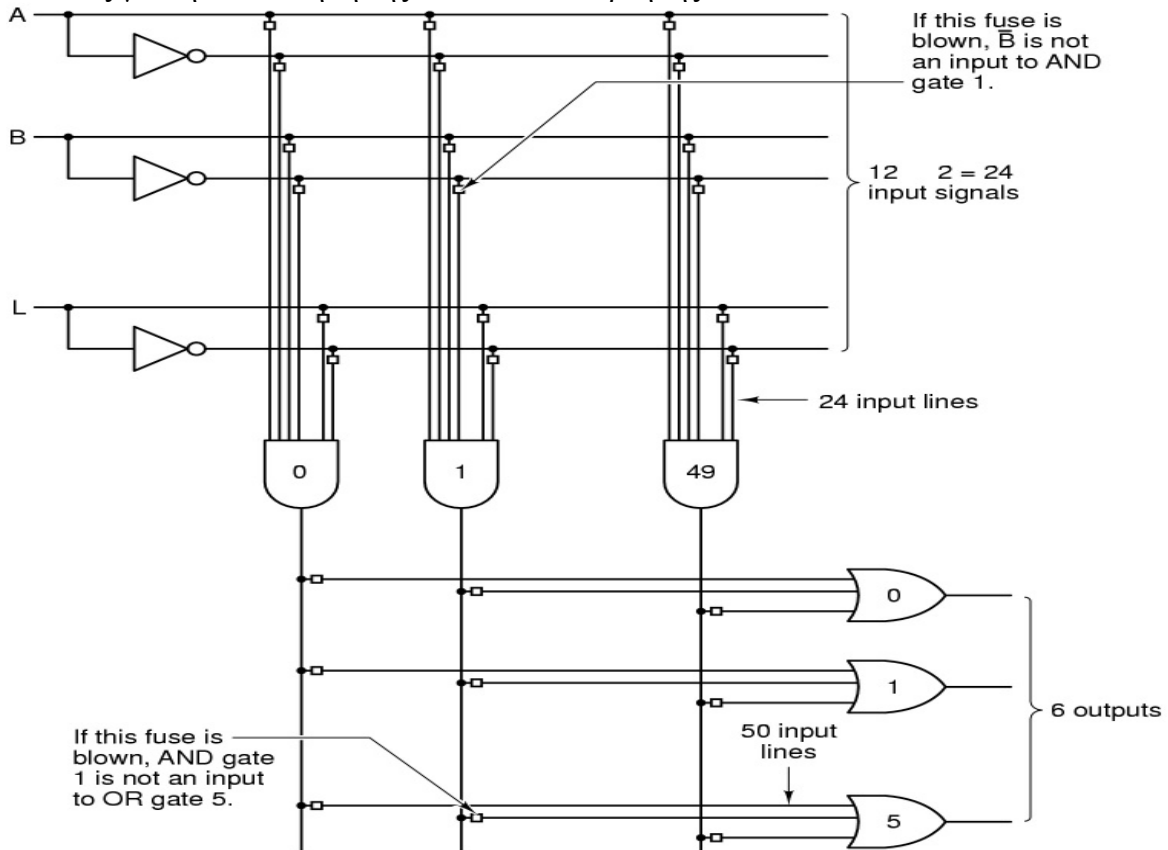 A
If this fuse is
blown, B̅ is not
an input to AND
gate 1.
B
12 2 = 24
input signals
L
24 input lines
0
1
49
0
1
6 outputs
50 input
lines
If this fuse is
blown, AND gate
1 is not an input
to OR gate 5.
5